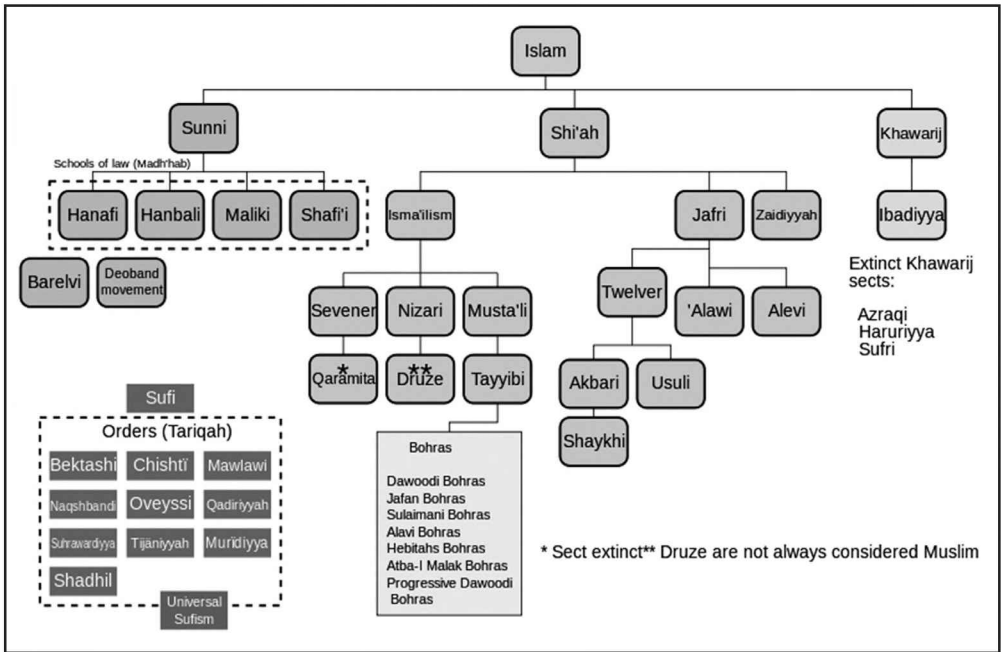 Islam
Sunni
Shi'ah
Khawarij
Schools of law (Madh'hab)
Hanafi
Hanbali
Maliki
Shafi'i
Isma'ilism
Jafri
Zaidiyyah
Ibadiyya
Barelvi
Deoband
movement
Extinct Khawarij
sects:
Azraqi
Haruriyya
Sufri
Twelver
'Alawi
Alevi
Sevener
Nizari
Musta'li
*
Qaramita
**
Druze
Tayyibi
Akbari
Usuli
Shaykhi
Sufi
Orders (Tariqah)
Bektashi
Chishtï
Mawlawi
Naqshbandi
Oveyssi
Qadiriyyah
Suhrawardiyya
Tijäniyyah
Murïdiyya
Shadhil
Universal
Sufism
Bohras
Dawoodi Bohras
Jafan Bohras
Sulaimani Bohras
Alavi Bohras
Hebitahs Bohras
Atba-I Malak Bohras
Progressive Dawoodi
Bohras
* Sect extinct** Druze are not always considered Muslim